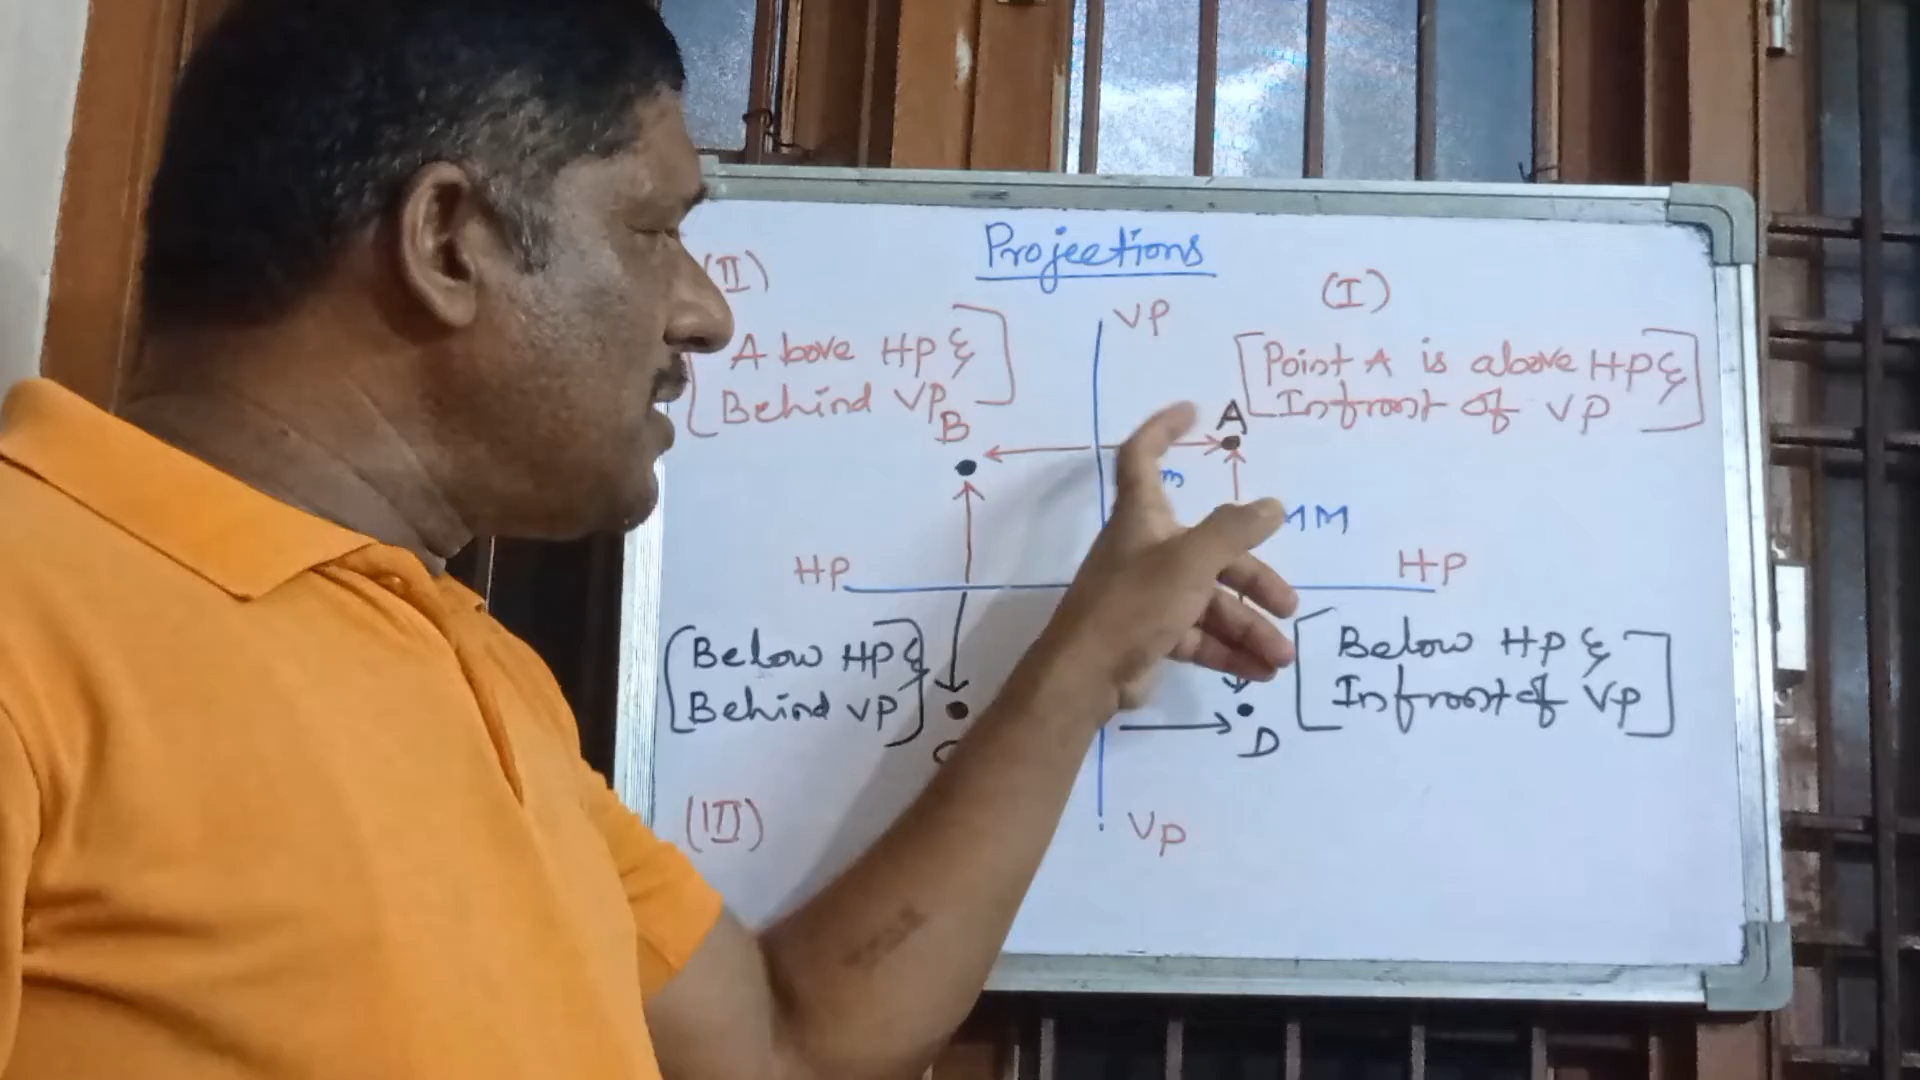 Projections
(II)
(I)
VP
Above HP &
Behind VP
B
Point A is above HP &
Infront of VP
A
m
MM
HP
HP
Below HP &
Behind VP
C
Below HP &
Infront of VP
D
(III)
VP